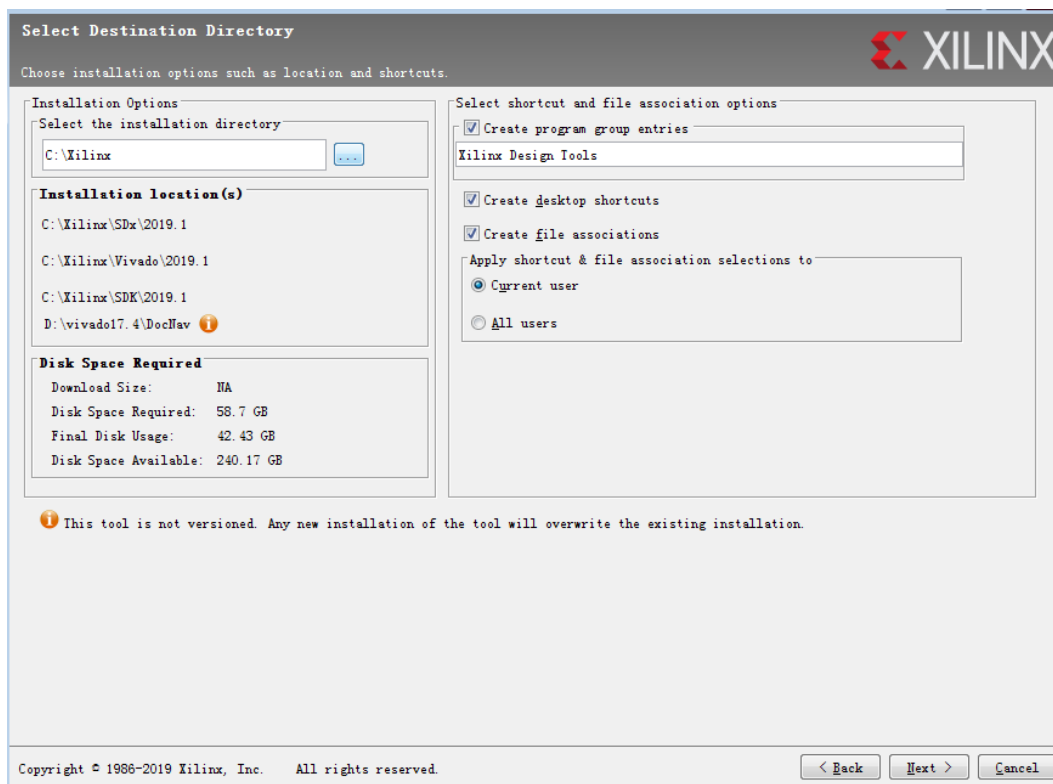 Select Destination Directory
Choose installation options such as location and shortcuts.
XILINX
Installation Options
Select the installation directory
C:\Xilinx
...
Installation location(s)
C:\Xilinx\SDx\2019.1
C:\Xilinx\Vivado\2019.1
C:\Xilinx\SDK\2019.1
D:\vivado17.4\DocNav
Disk Space Required
Download Size: NA
Disk Space Required: 58.7 GB
Final Disk Usage: 42.43 GB
Disk Space Available: 240.17 GB
Select shortcut and file association options
Create program group entries
Xilinx Design Tools
Create desktop shortcuts
Create file associations
Apply shortcut & file association selections to
Current user
All users
This tool is not versioned. Any new installation of the tool will overwrite the existing installation.
Copyright © 1986-2019 Xilinx, Inc. All rights reserved.
< Back
Next >
Cancel